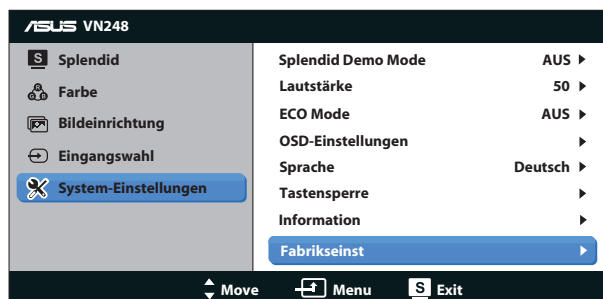 ASUS VN248
S Splendid
Farbe
Bildeinrichtung
Eingangswahl
System-Einstellungen
Splendid Demo Mode AUS
Lautstärke 50
ECO Mode AUS
OSD-Einstellungen
Sprache Deutsch
Tastensperre
Information
Fabrikseinst
Move Menu S Exit